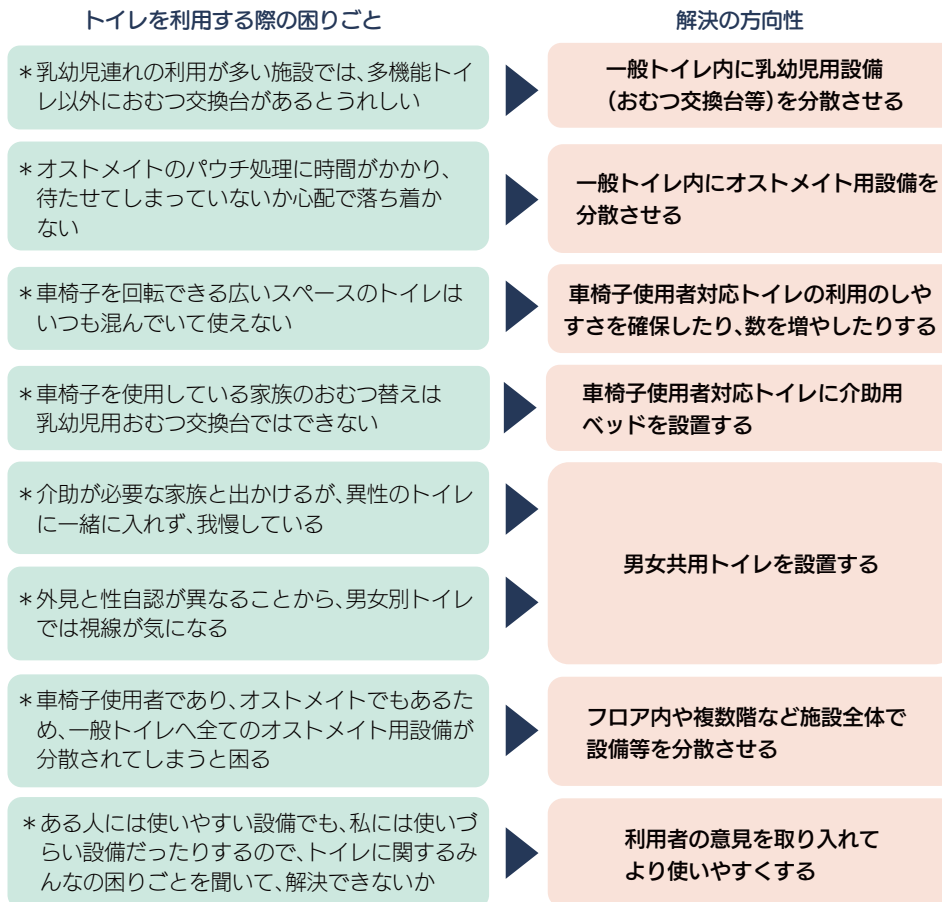 トイレを利用する際の困りごと
解決の方向性
＊乳幼児連れの利用が多い施設では、多機能トイ
レ以外におむつ交換台があるとうれしい
一般トイレ内に乳幼児用設備
（おむつ交換台等）を分散させる
＊オストメイトのパウチ処理に時間がかかり、
待たせてしまっていないか心配で落ち着か
ない
一般トイレ内にオストメイト用設備を
分散させる
＊車椅子を回転できる広いスペースのトイレは
いつも混んでいて使えない
車椅子使用者対応トイレの利用のしや
すさを確保したり、数を増やしたりする
＊車椅子を使用している家族のおむつ替えは
乳幼児用おむつ交換台ではできない
車椅子使用者対応トイレに介助用
ベッドを設置する
＊介助が必要な家族と出かけるが、異性のトイレ
に一緒に入れず、我慢している
＊外見と性自認が異なることから、男女別トイレ
では視線が気になる
男女共用トイレを設置する
＊車椅子使用者であり、オストメイトでもあるた
め、一般トイレへ全てのオストメイト用設備が
分散されてしまうと困る
フロア内や複数階など施設全体で
設備等を分散させる
＊ある人には使いやすい設備でも、私には使いづ
らい設備だったりするので、トイレに関するみ
んなの困りごとを聞いて、解決できないか
利用者の意見を取り入れて
より使いやすくする